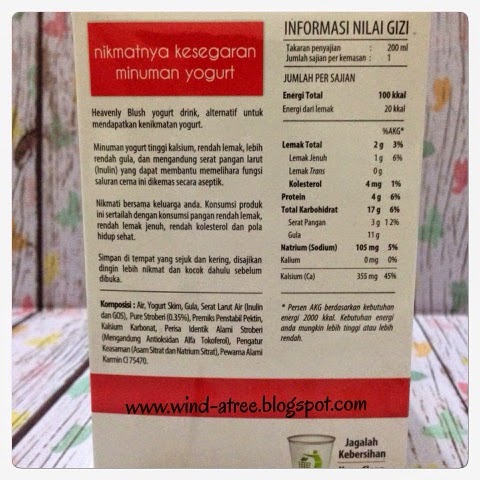 nikmatnya kesegaran
minuman yogurt
Heavenly Blush yogurt drink, alternatif untuk
mendapatkan kenikmatan yogurt.
Minuman yogurt tinggi kalsium, rendah lemak, lebih
rendah gula, dan mengandung serat pangan larut
(Inulin) yang dapat membantu memelihara fungsi
saluran cerna ini dikemas secara aseptik.
Nikmati bersama keluarga anda. Konsumsi produk
ini sertailah dengan konsumsi pangan rendah lemak,
rendah lemak jenuh, rendah kolesterol dan pola
hidup sehat.
Simpan di tempat yang sejuk dan kering, disajikan
dingin lebih nikmat dan kocok dahulu sebelum
dibuka.
Komposisi : Air, Yogurt Skim, Gula, Serat Larut Air (Inulin
dan GOS), Pure Stroberi (0.35%), Premiks Penstabil Pektin,
Kalsium Karbonat, Perisa Identik Alami Stroberi
(Mengandung Antioksidan Alfa Tokoferol), Pengatur
Keasaman (Asam Sitrat dan Natrium Sitrat), Pewarna Alami
Karmin CI 75470.
INFORMASI NILAI GIZI
Takaran penyajian : 200 ml
Jumlah sajian per kemasan : 1
JUMLAH PER SAJIAN
Energi Total 100 kkal
Energi dari lemak 20 kkal
%AKG*
Lemak Total 2 g 3%
Lemak Jenuh 1 g 6%
Lemak Trans 0 g
Kolesterol 4 mg 1%
Protein 4 g 6%
Total Karbohidrat 17 g 6%
Serat Pangan 3 g 12%
Gula 11 g
Natrium (Sodium) 105 mg 5%
Kalium 0 mg 0%
Kalsium (Ca) 355 mg 45%
* Persen AKG berdasarkan kebutuhan
energi 2000 kkal. Kebutuhan energi
anda mungkin lebih tinggi atau lebih
rendah.
www.wind-atree.blogspot.com
Jagalah
Kebersihan